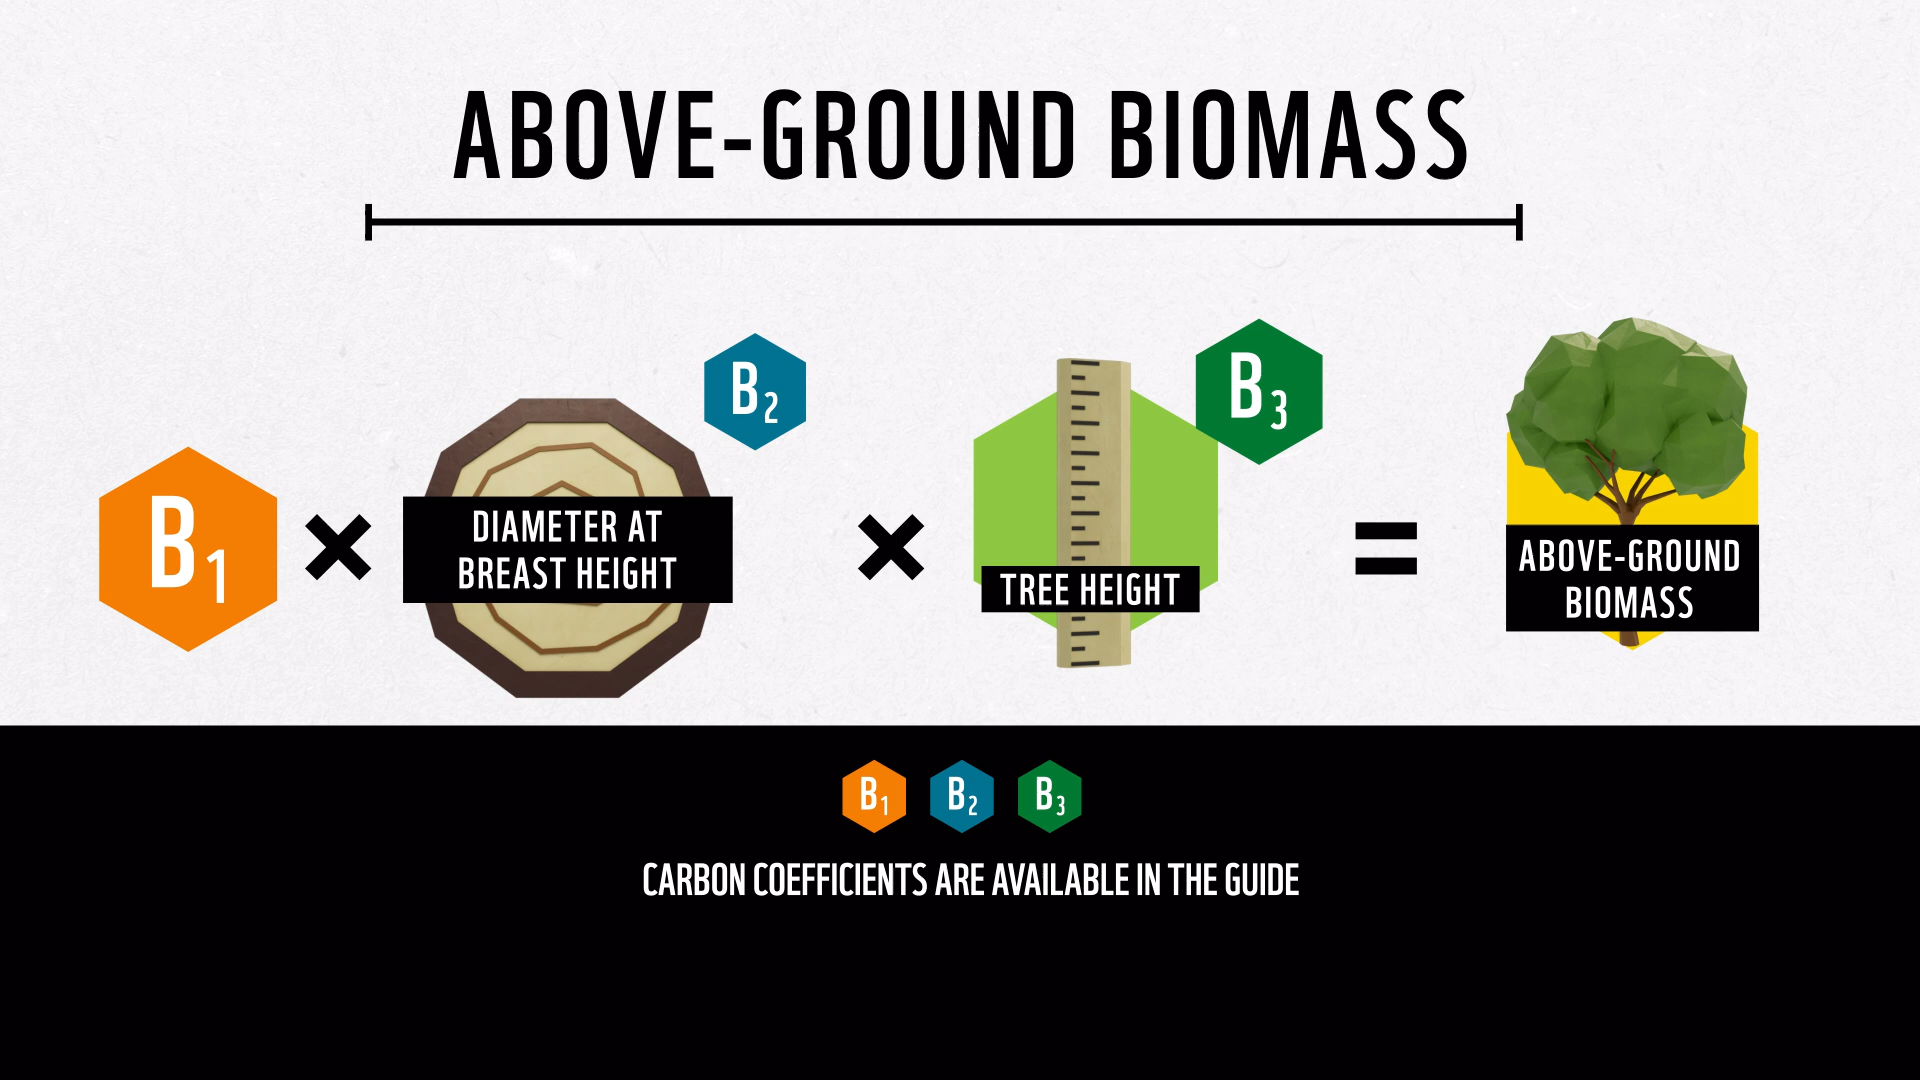 ABOVE-GROUND BIOMASS
B1 × DIAMETER AT
BREAST HEIGHT B2 × TREE HEIGHT B3 = ABOVE-GROUND
BIOMASS
B1 B2 B3
CARBON COEFFICIENTS ARE AVAILABLE IN THE GUIDE